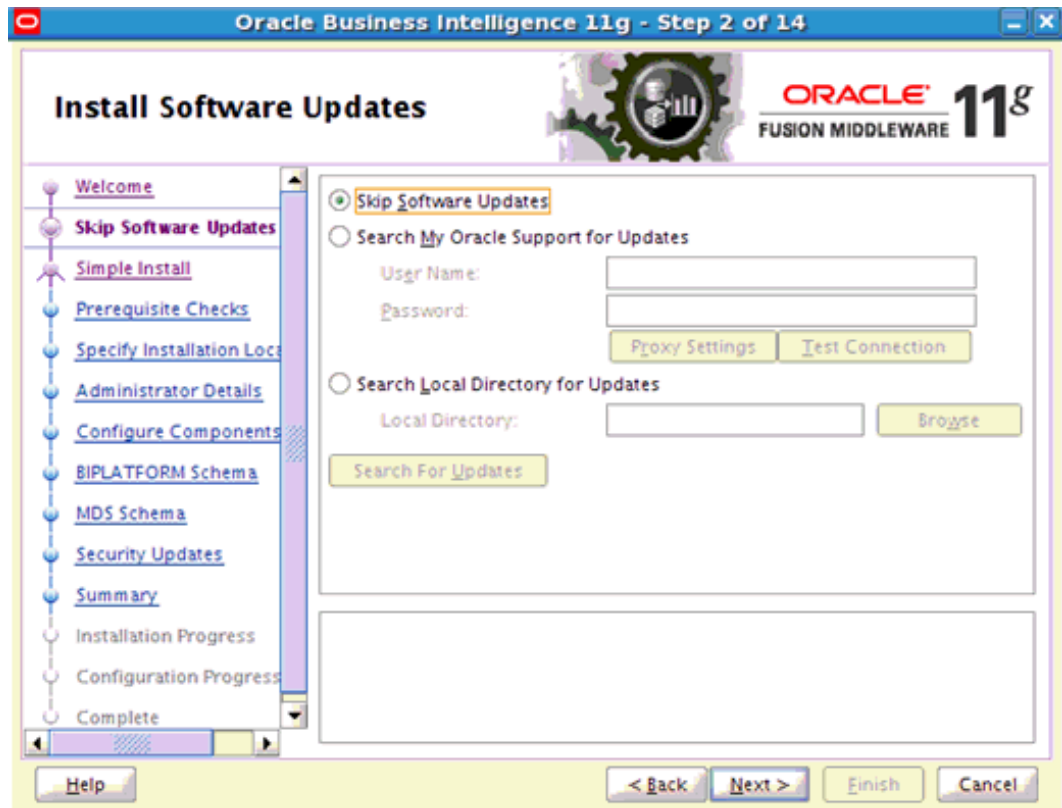 Oracle Business Intelligence 11g - Step 2 of 14
Install Software Updates
ORACLE 11g
FUSION MIDDLEWARE
Welcome
Skip Software Updates
Simple Install
Prerequisite Checks
Specify Installation Loca
Administrator Details
Configure Components
BIPLATFORM Schema
MDS Schema
Security Updates
Summary
Installation Progress
Configuration Progress
Complete
Skip Software Updates
Search My Oracle Support for Updates
User Name:
Password:
Proxy Settings Test Connection
Search Local Directory for Updates
Local Directory: Browse
Search For Updates
Help < Back Next > Finish Cancel